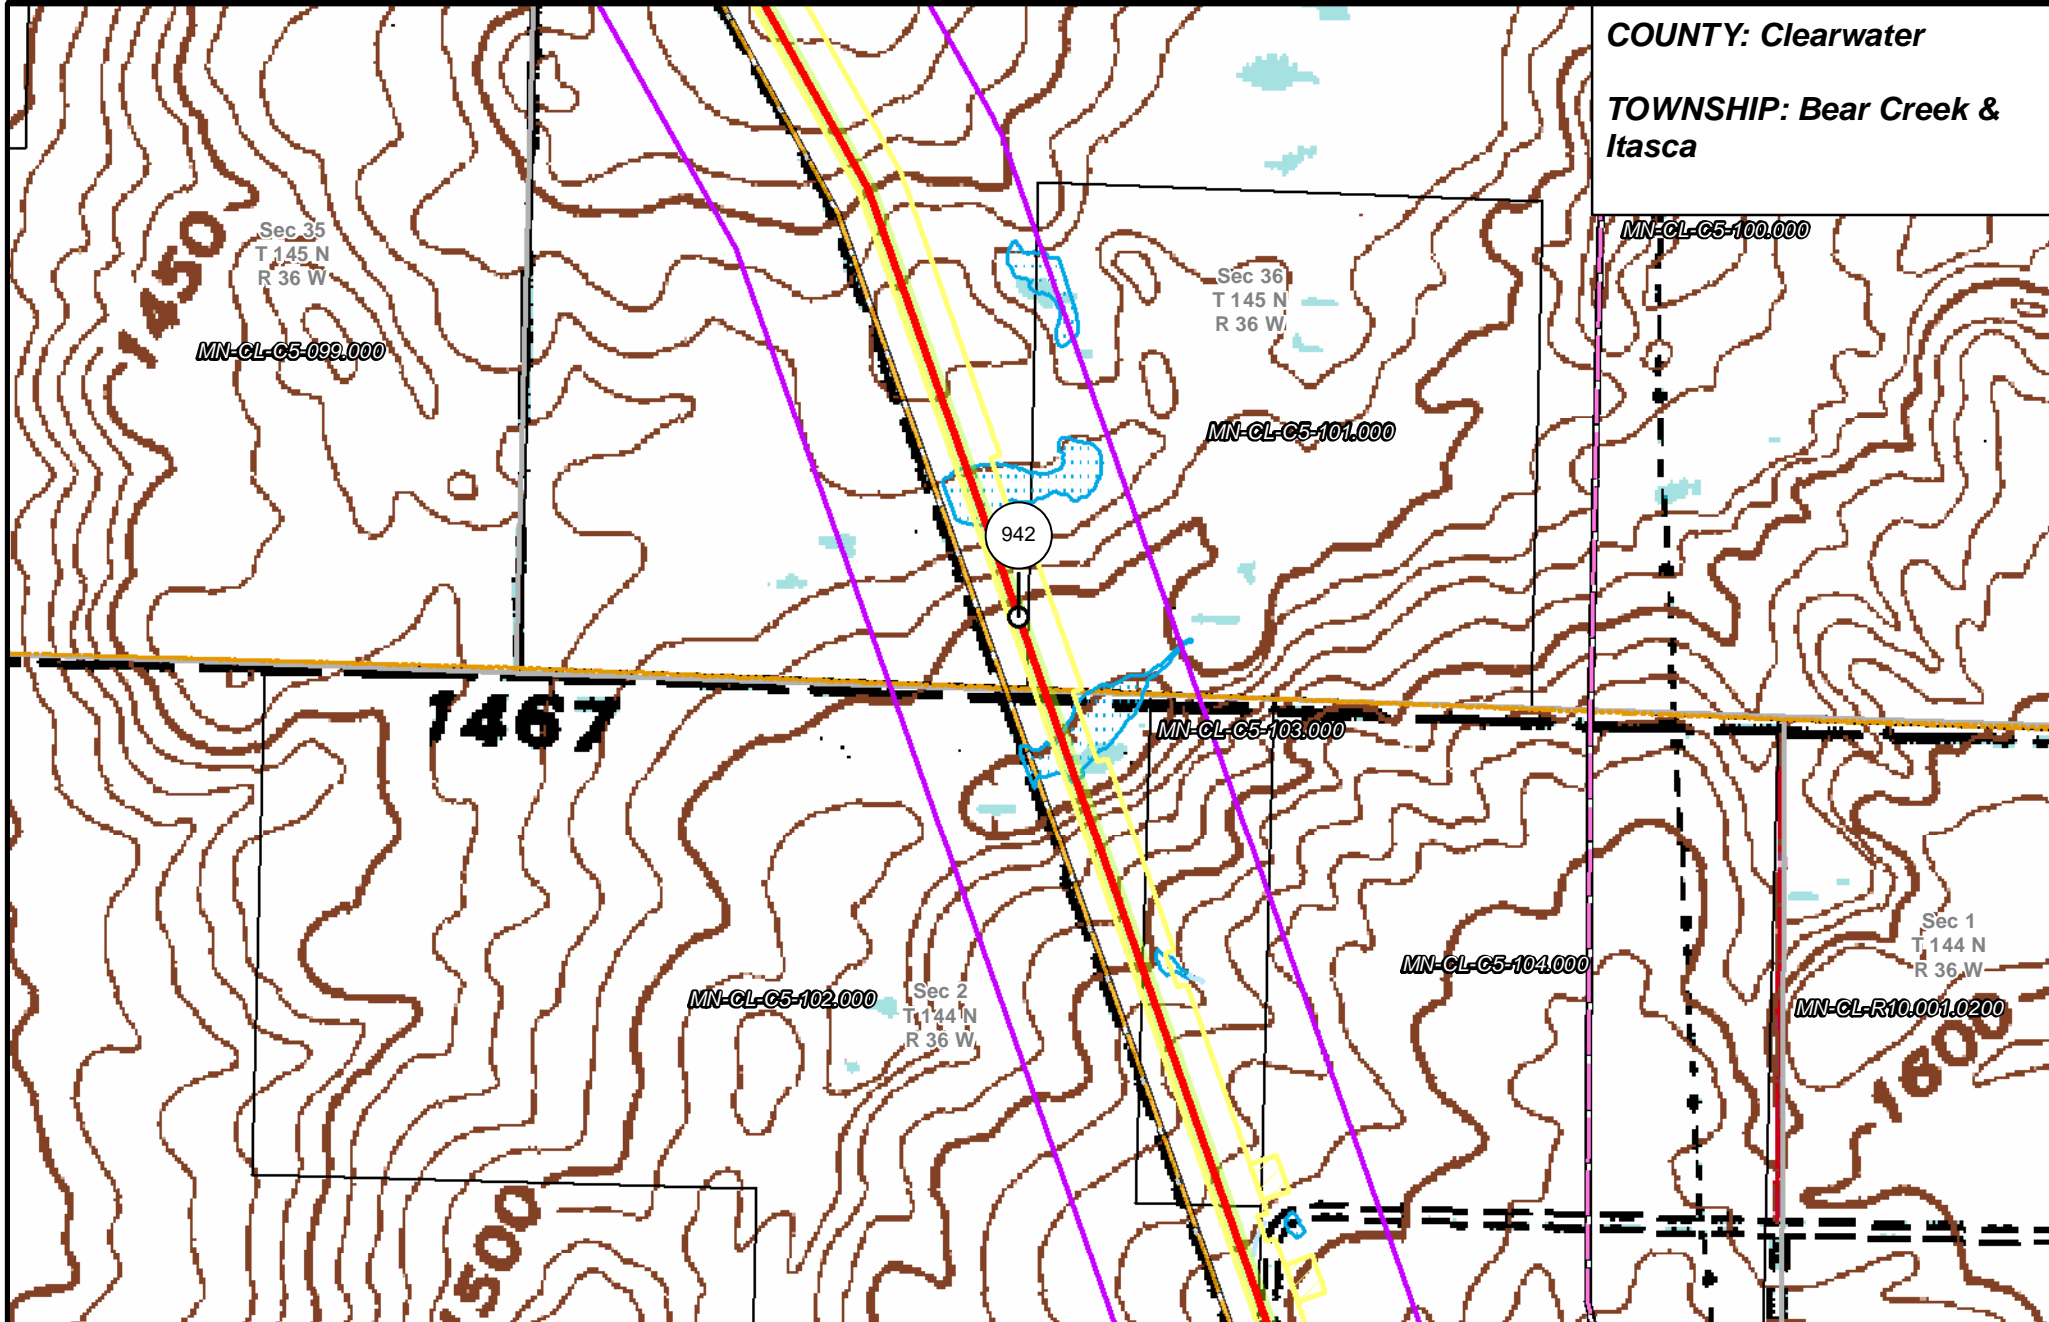 COUNTY: Clearwater
TOWNSHIP: Bear Creek &
Itasca
MN-CL-C5-100.000
1450
Sec 35
T 145 N
R 36 W
MN-CL-C5-099.000
Sec 36
T 145 N
R 36 W
MN-CL-C5-101.000
942
1467
MN-CL-C5-103.000
Sec 1
T 144 N
R 36 W
MN-CL-C5-104.000
MN-CL-C5-102.000
Sec 2
T 144 N
R 36 W
MN-CL-R10.001.0200
1600
1500